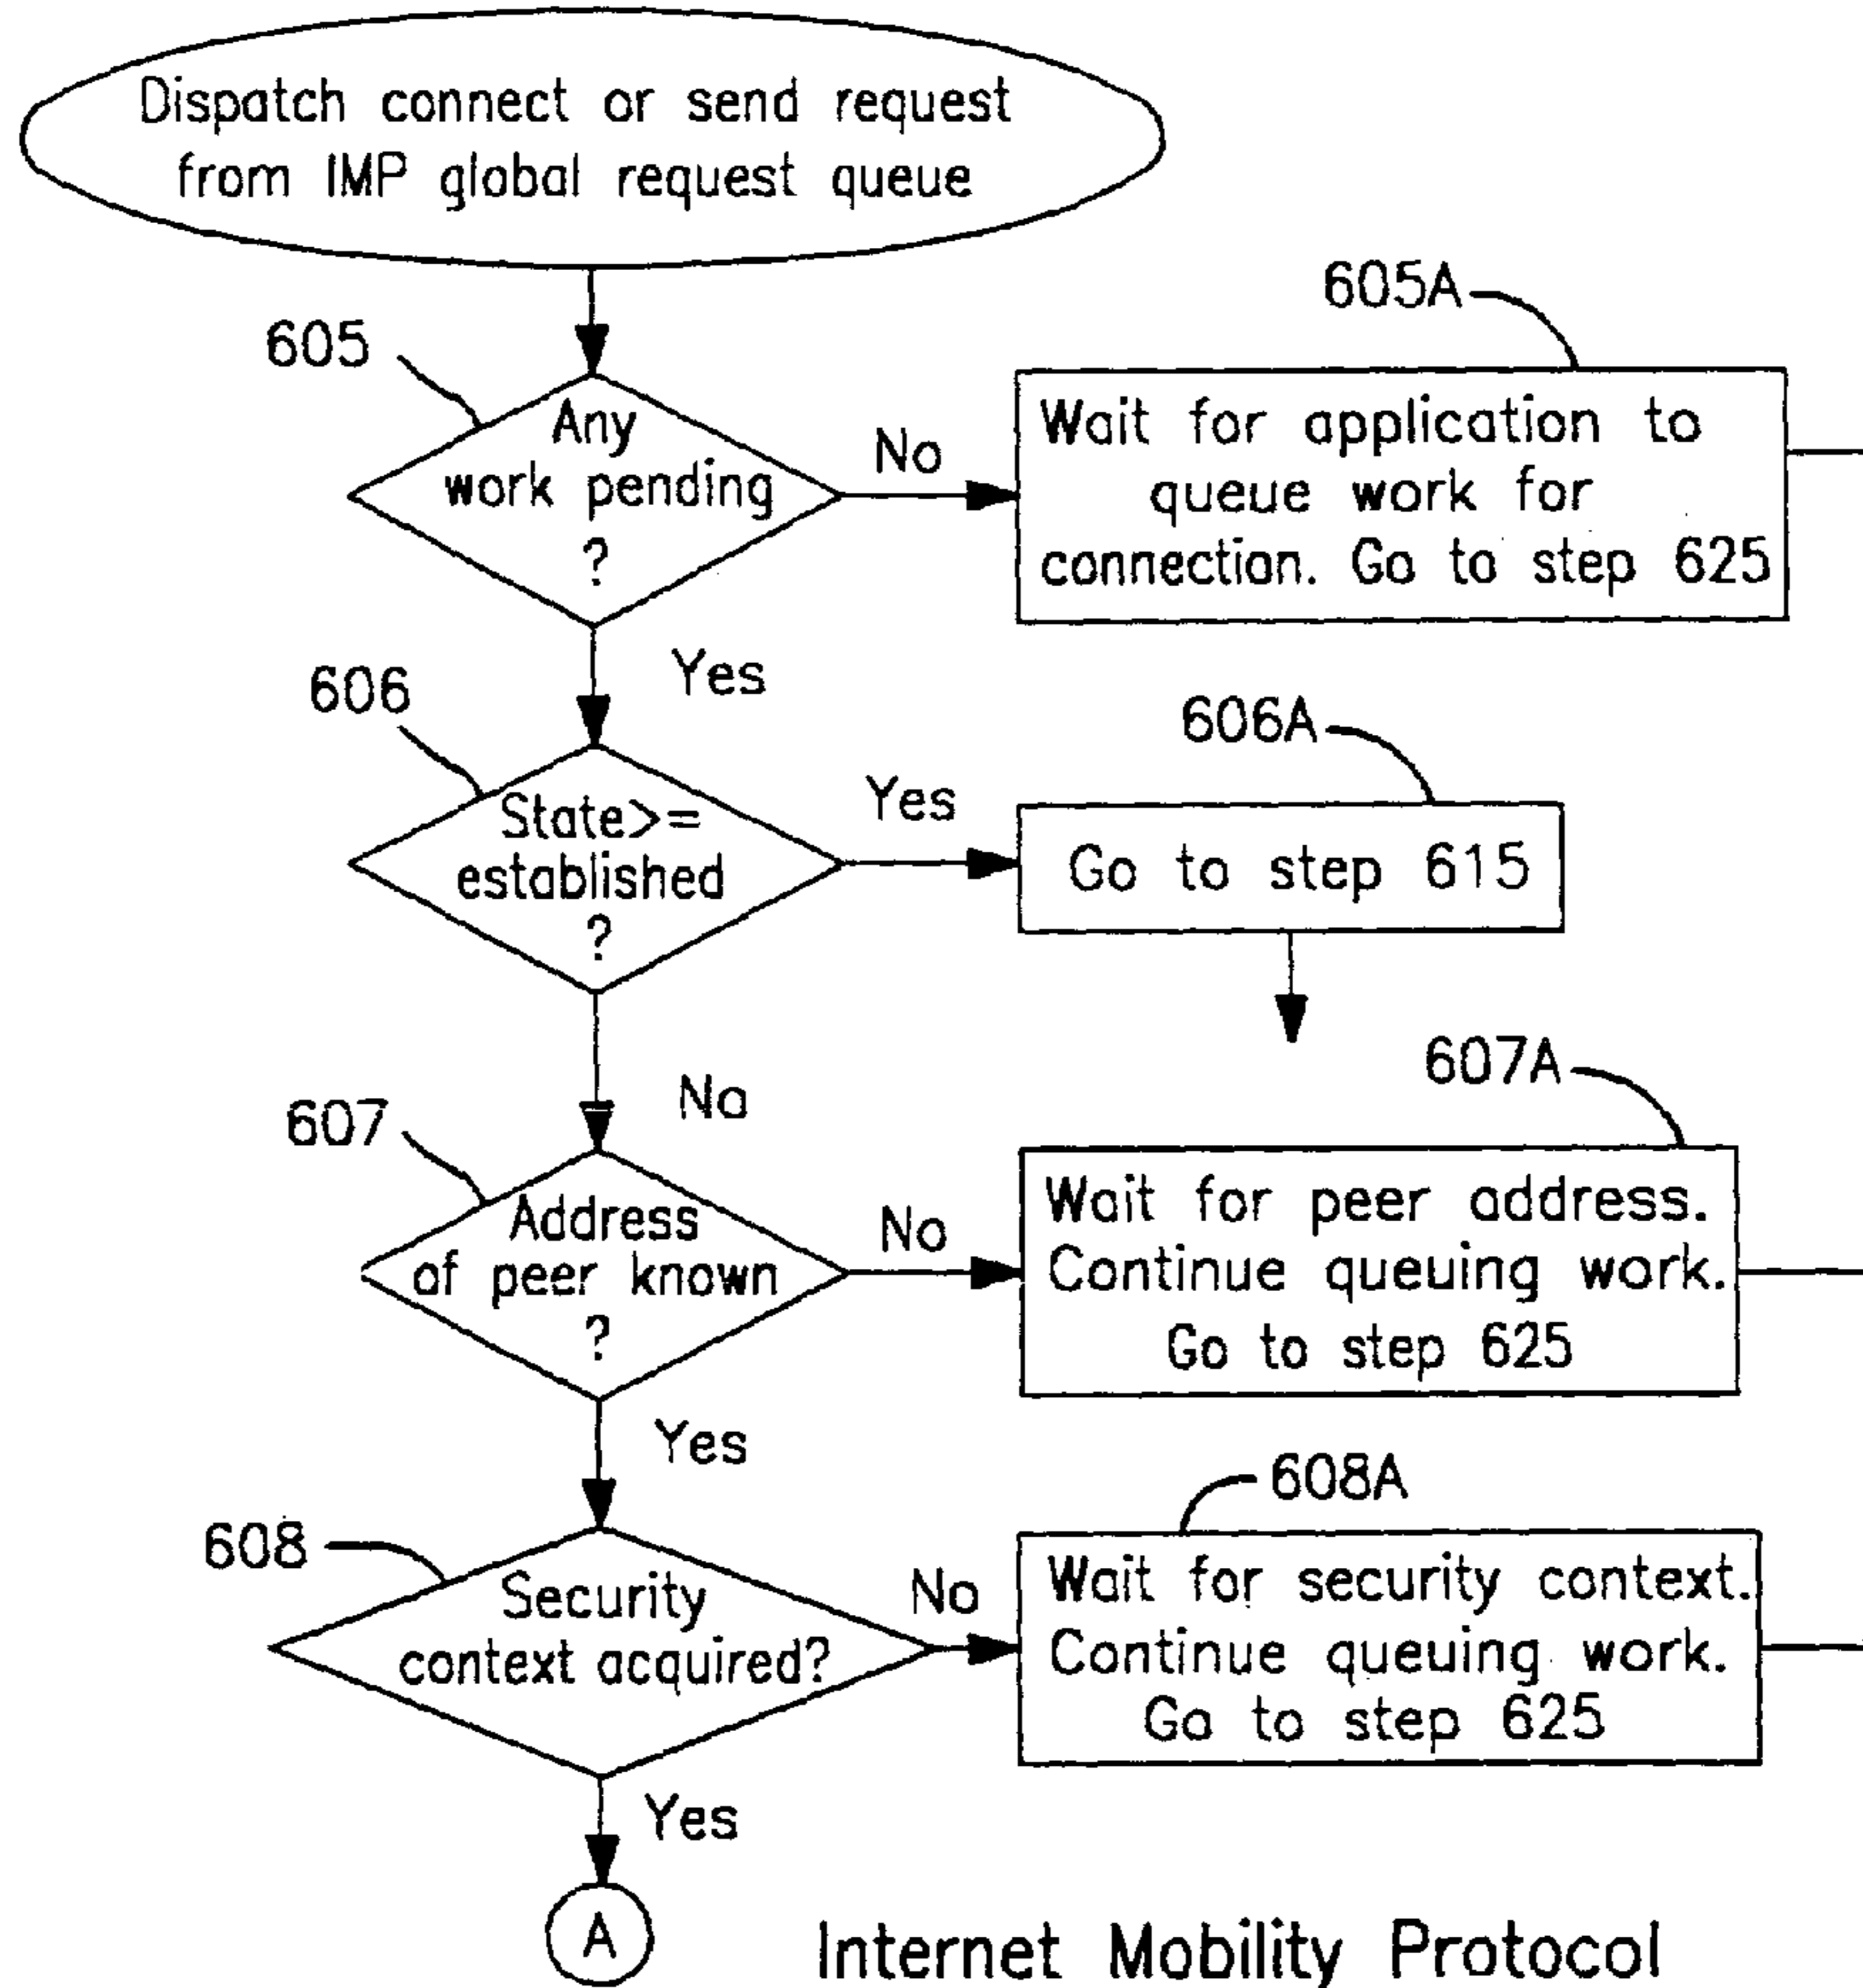 Dispatch connect or send request
from IMP global request queue
605
Any
work pending
?
No
605A
Wait for application to
queue work for
connection. Go to step 625
Yes
606
State>=
established
?
Yes
606A
Go to step 615
No
607
Address
of peer known
?
No
607A
Wait for peer address.
Continue queuing work.
Go to step 625
Yes
608
Security
context acquired?
No
608A
Wait for security context.
Continue queuing work.
Go to step 625
Yes
A
Internet Mobility Protocol